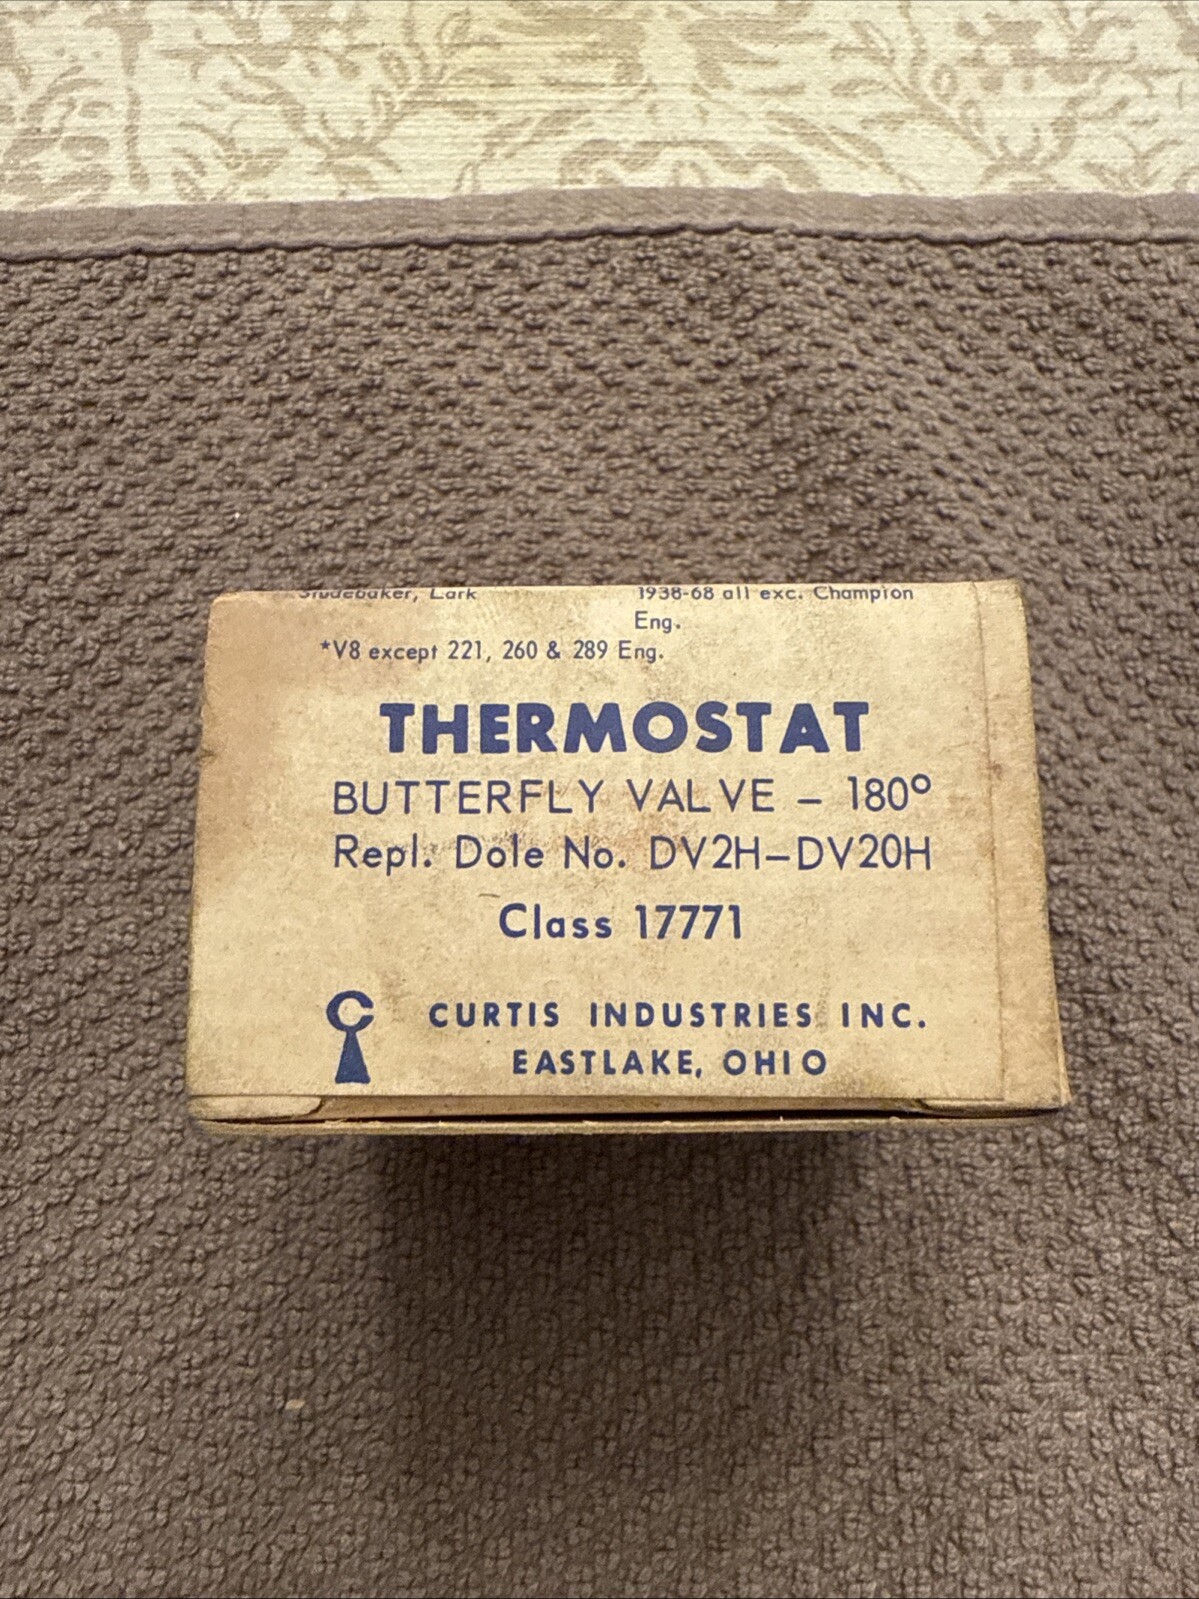 Studebaker, Lark 1938-68 all exc. Champion
Eng.
*V8 except 221, 260 & 289 Eng.
THERMOSTAT
BUTTERFLY VALVE - 180°
Repl. Dole No. DV2H-DV20H
Class 17771
C CURTIS INDUSTRIES INC.
EASTLAKE, OHIO